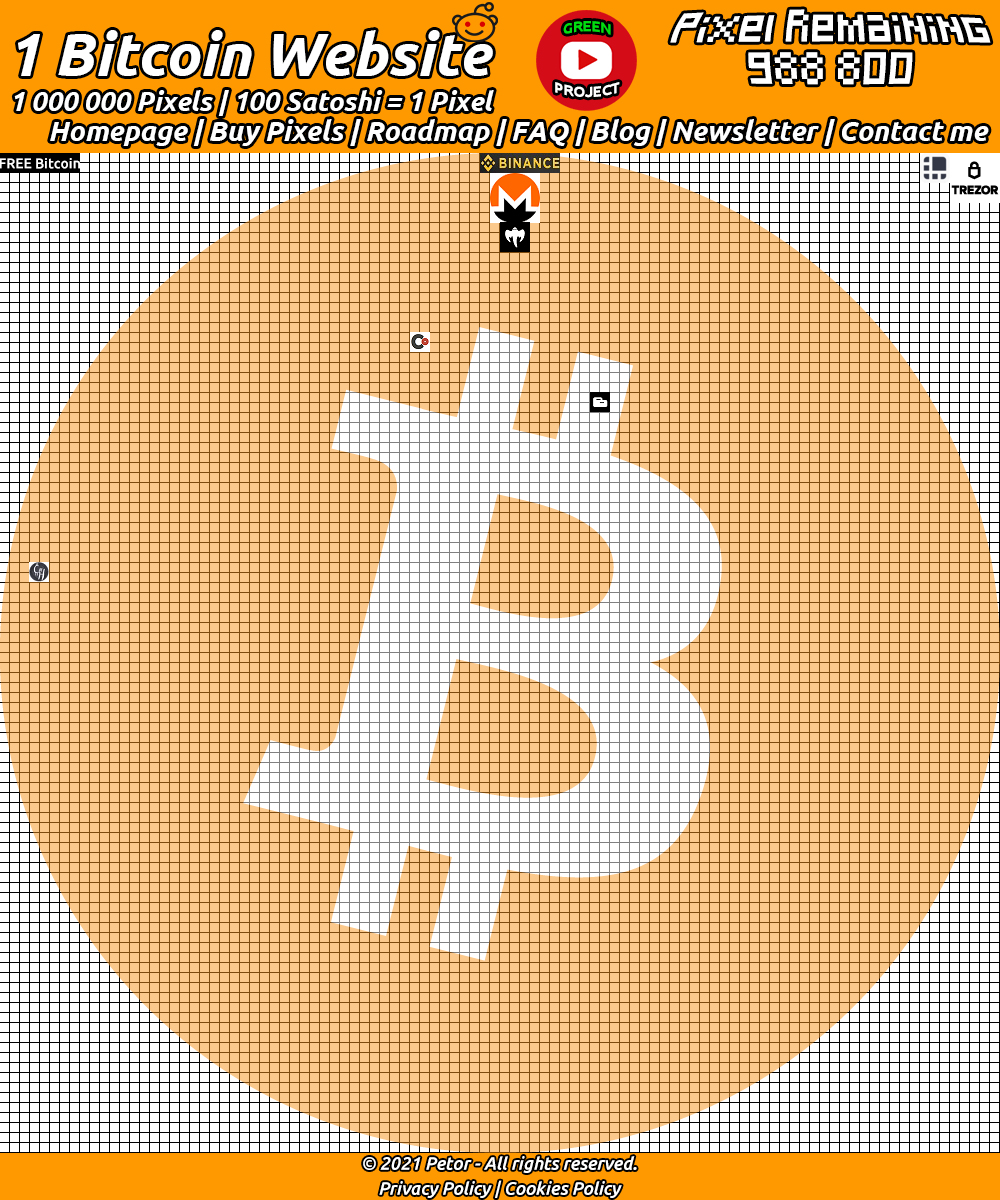 1 Bitcoin Website
1 000 000 Pixels | 100 Satoshi = 1 Pixel
GREEN
PROJECT
Pixel Remaining
988 800
Homepage | Buy Pixels | Roadmap | FAQ | Blog | Newsletter | Contact me
FREE Bitcoin
BINANCE
TREZOR
© 2021 Petor - All rights reserved.
Privacy Policy | Cookies Policy